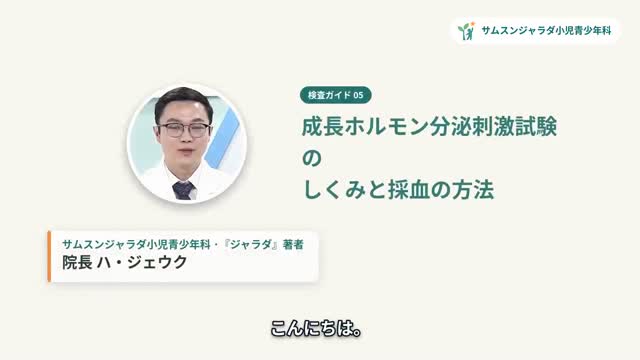 サムスンジャラダ小児青少年科
検査ガイド 05
成長ホルモン分泌刺激試験
の
しくみと採血の方法
サムスンジャラダ小児青少年科・『ジャラダ』著者
院長 ハ・ジェウク
こんにちは。